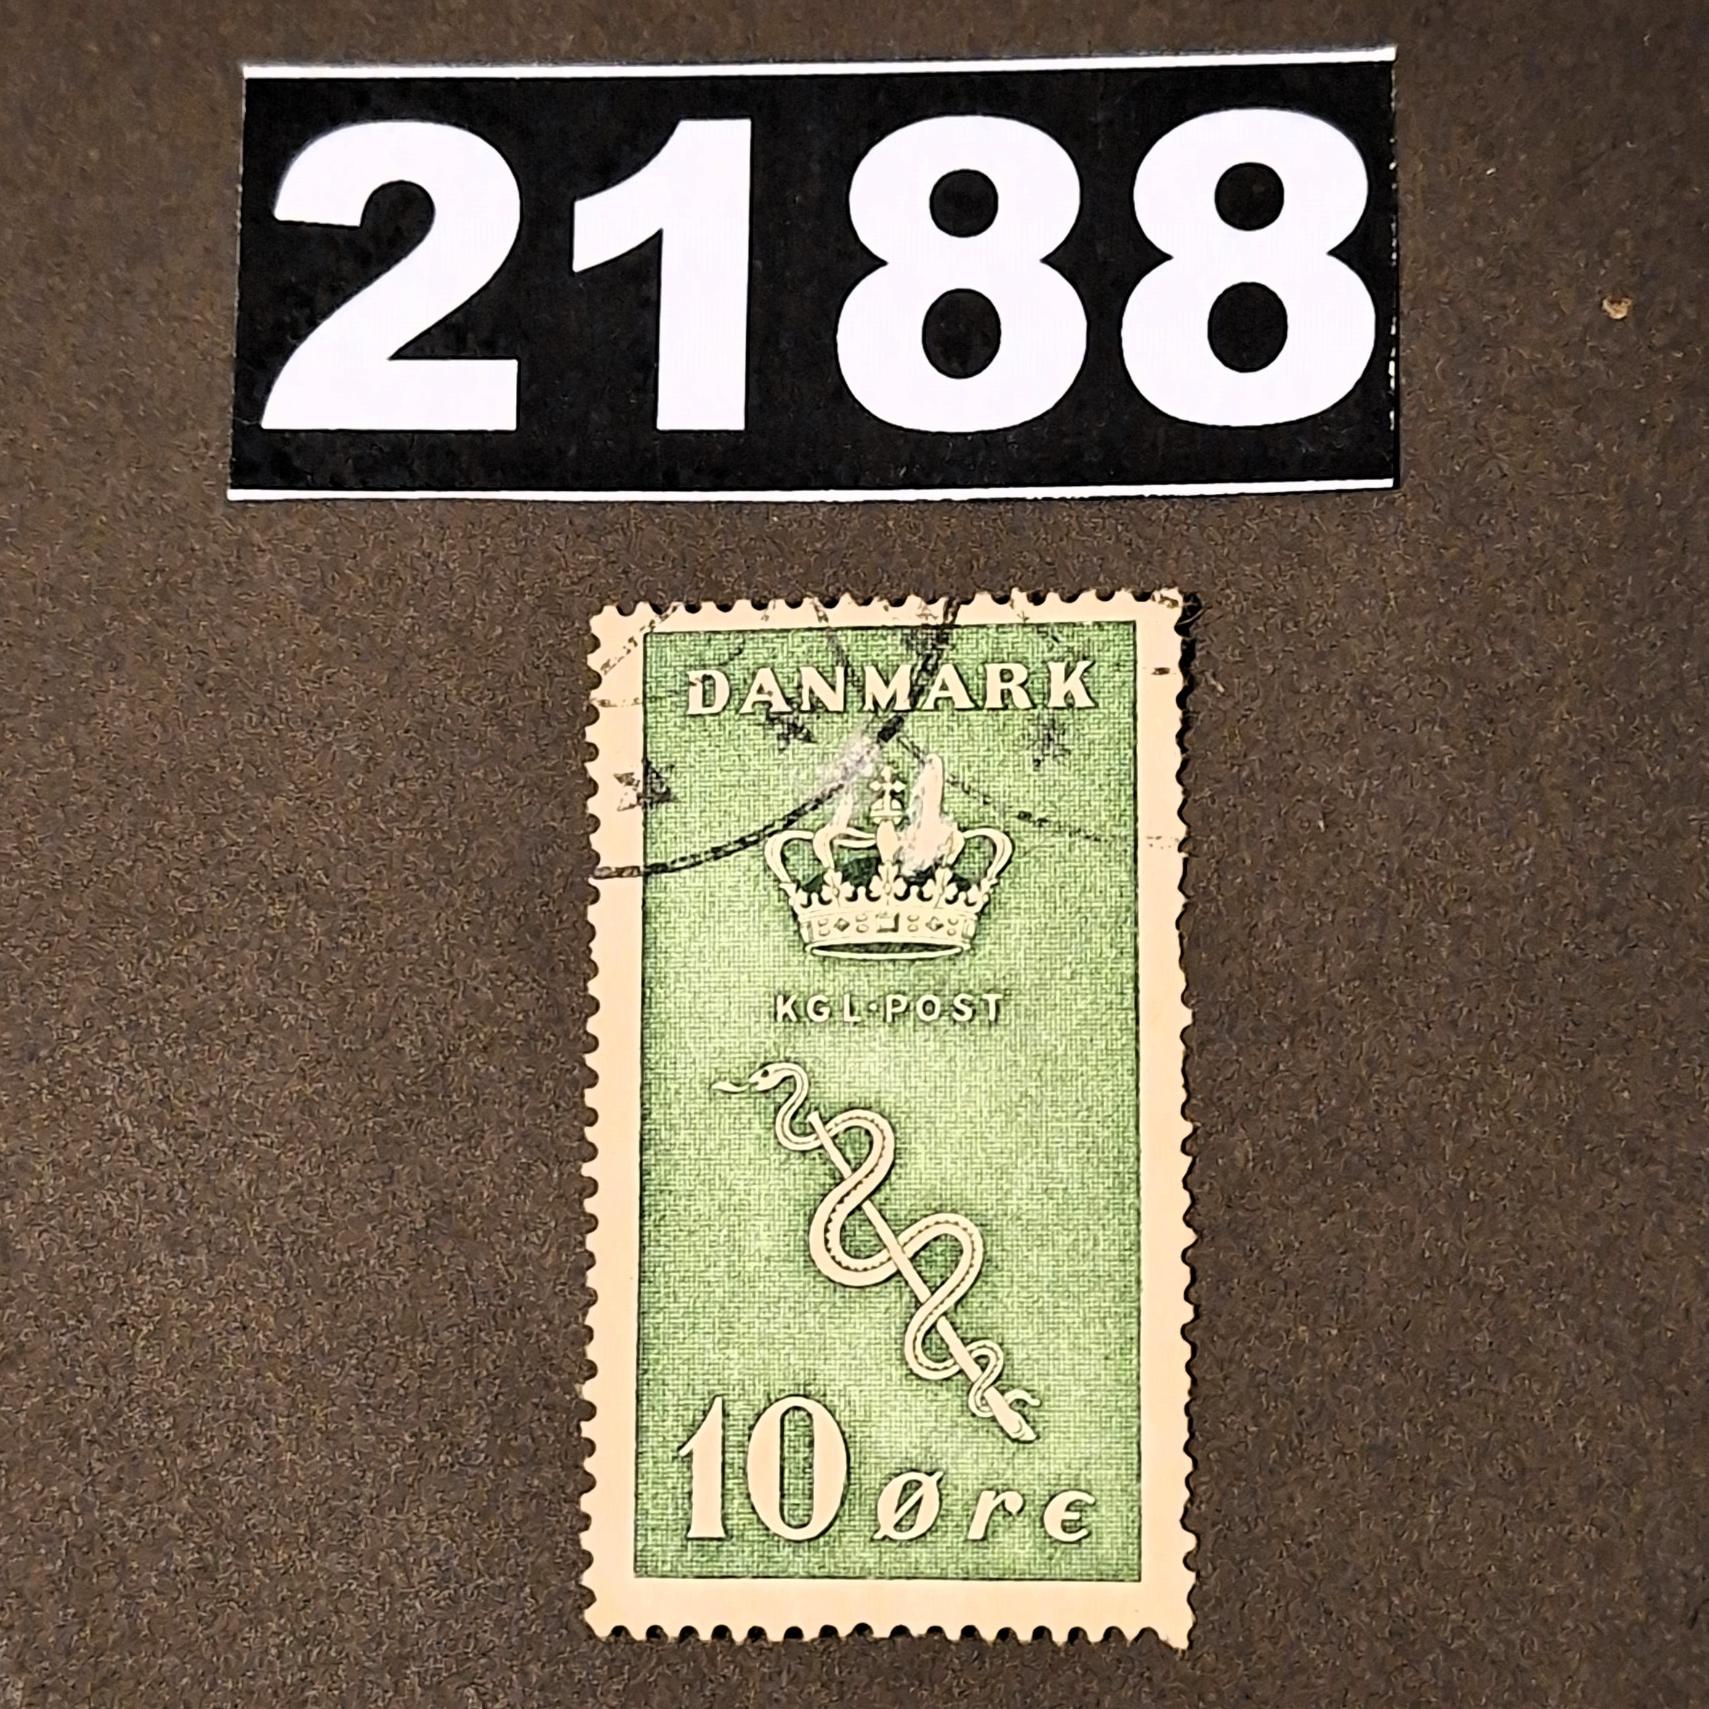 2188
DANMARK
KGL·POST
10 øre